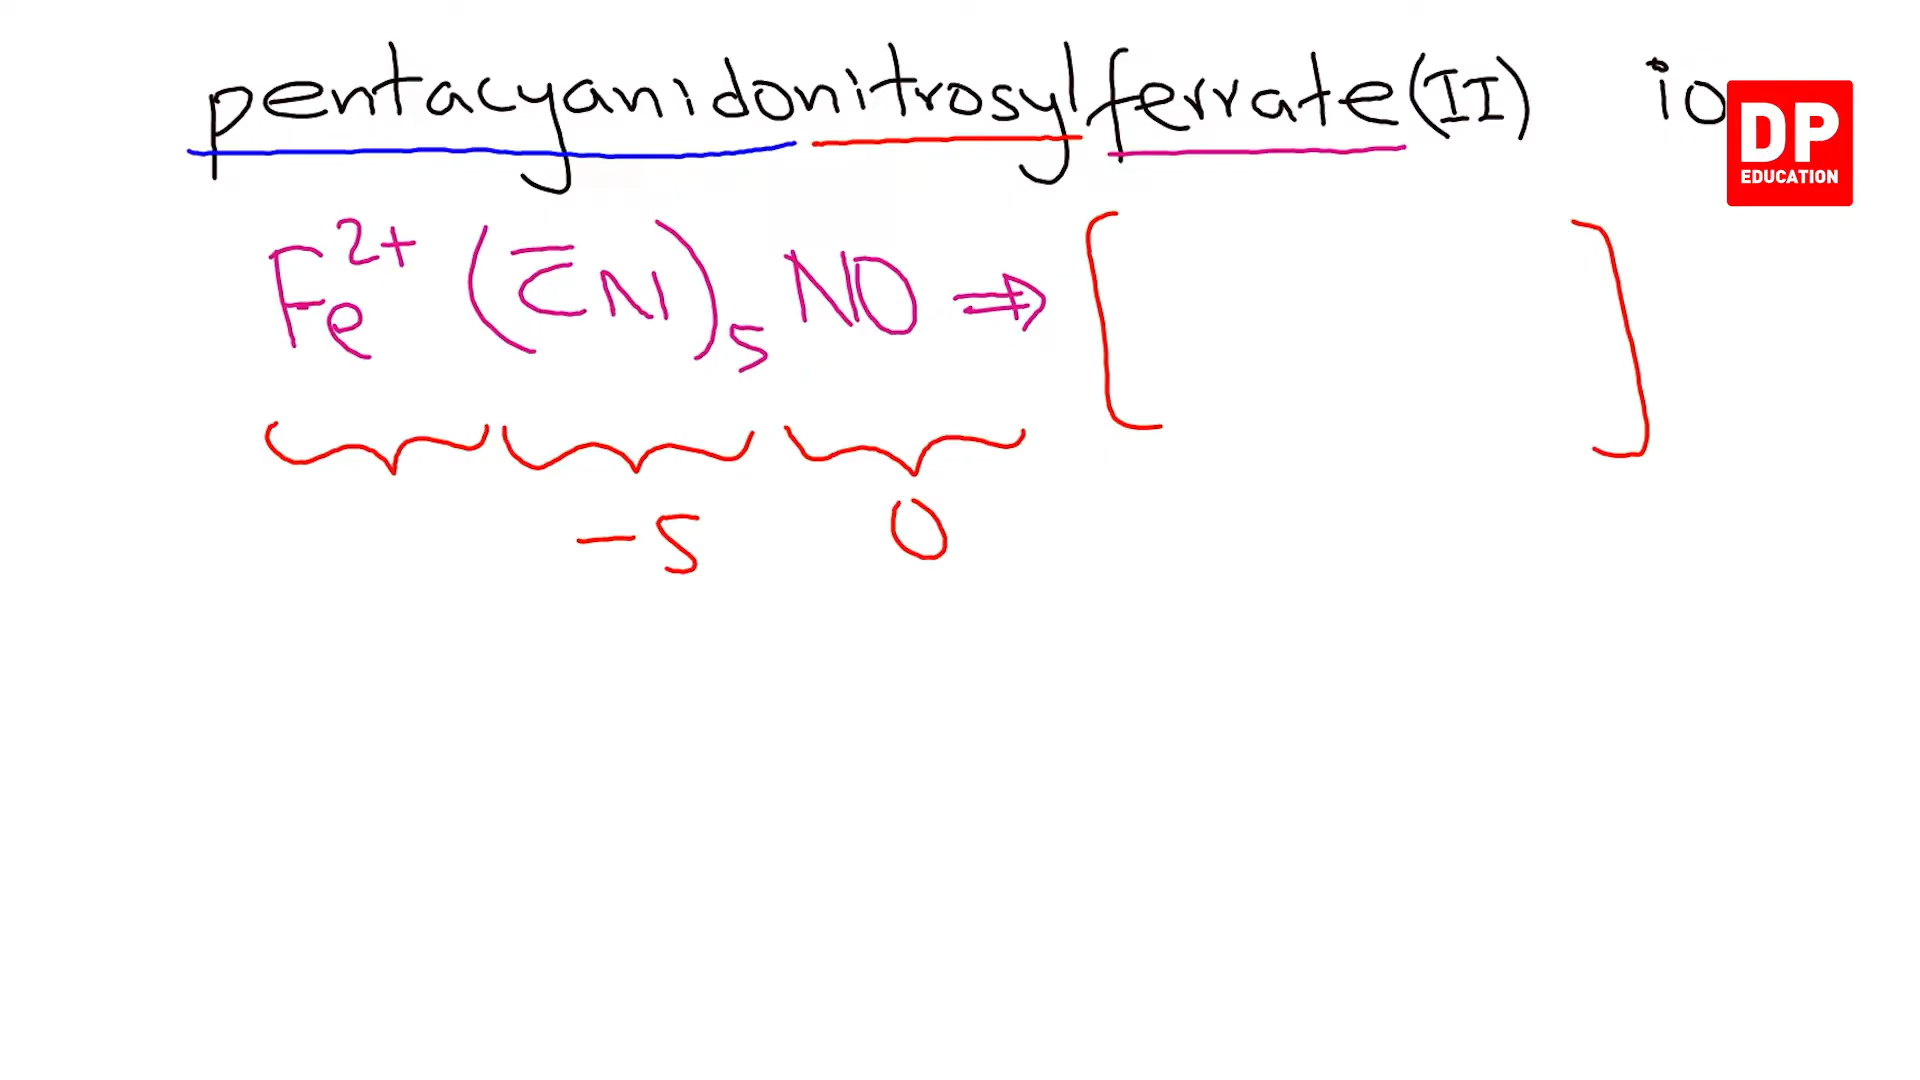 pentacyanidonitrosylferrate(II) io
DP
EDUCATION
Fe²⁺ (C̅N)₅ NO ⇒ [ ]
-5 0